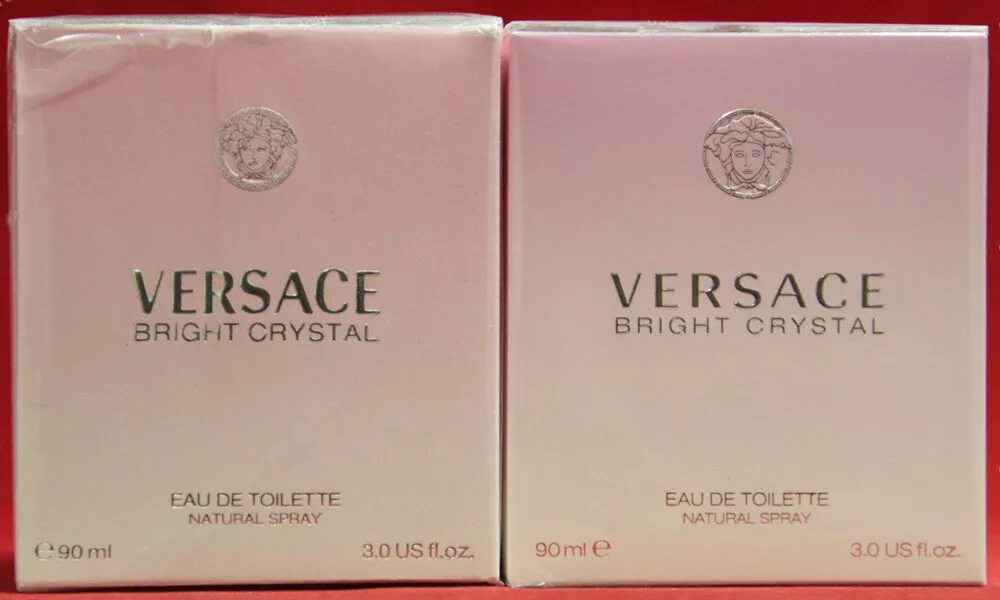 VERSACE
BRIGHT CRYSTAL
EAU DE TOILETTE
NATURAL SPRAY
℮ 90 ml
3.0 US fl.oz.
VERSACE
BRIGHT CRYSTAL
EAU DE TOILETTE
NATURAL SPRAY
90 ml ℮
3.0 US fl.oz.